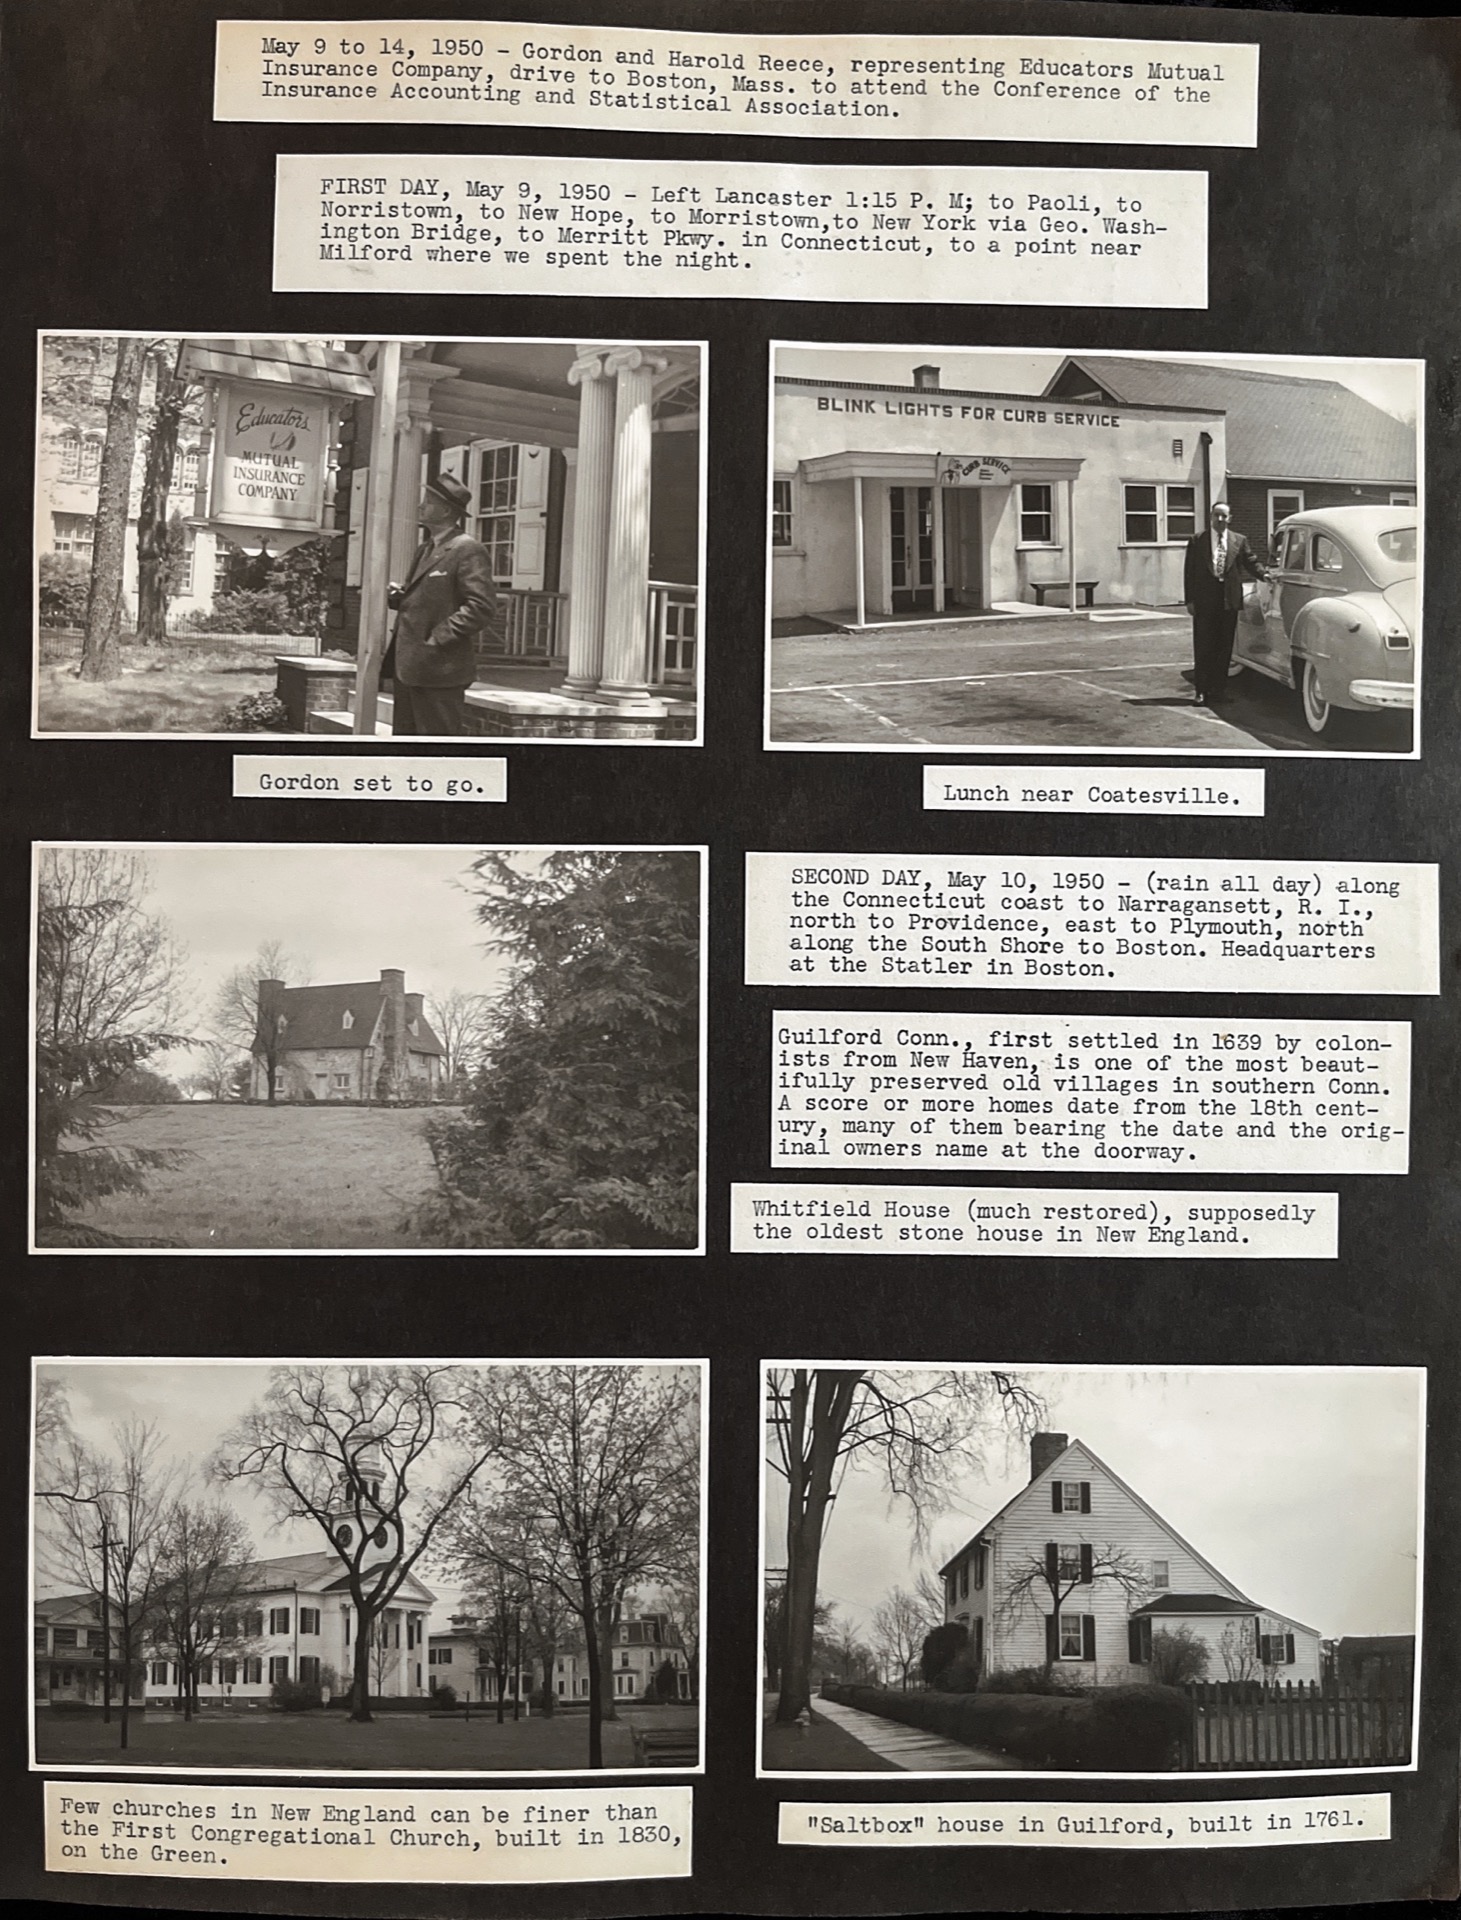 May 9 to 14, 1950 - Gordon and Harold Reece, representing Educators Mutual
Insurance Company, drive to Boston, Mass. to attend the Conference of the
Insurance Accounting and Statistical Association.
FIRST DAY, May 9, 1950 - Left Lancaster 1:15 P. M; to Paoli, to
Norristown, to New Hope, to Morristown,to New York via Geo. Wash-
ington Bridge, to Merritt Pkwy. in Connecticut, to a point near
Milford where we spent the night.
Educators
MUTUAL
INSURANCE
COMPANY
BLINK LIGHTS FOR CURB SERVICE
CURB SERVICE
Gordon set to go.
Lunch near Coatesville.
SECOND DAY, May 10, 1950 - (rain all day) along
the Connecticut coast to Narragansett, R. I.,
north to Providence, east to Plymouth, north
along the South Shore to Boston. Headquarters
at the Statler in Boston.
Guilford Conn., first settled in 1639 by colon-
ists from New Haven, is one of the most beaut-
ifully preserved old villages in southern Conn.
A score or more homes date from the 18th cent-
ury, many of them bearing the date and the orig-
inal owners name at the doorway.
Whitfield House (much restored), supposedly
the oldest stone house in New England.
Few churches in New England can be finer than
the First Congregational Church, built in 1830,
on the Green.
"Saltbox" house in Guilford, built in 1761.